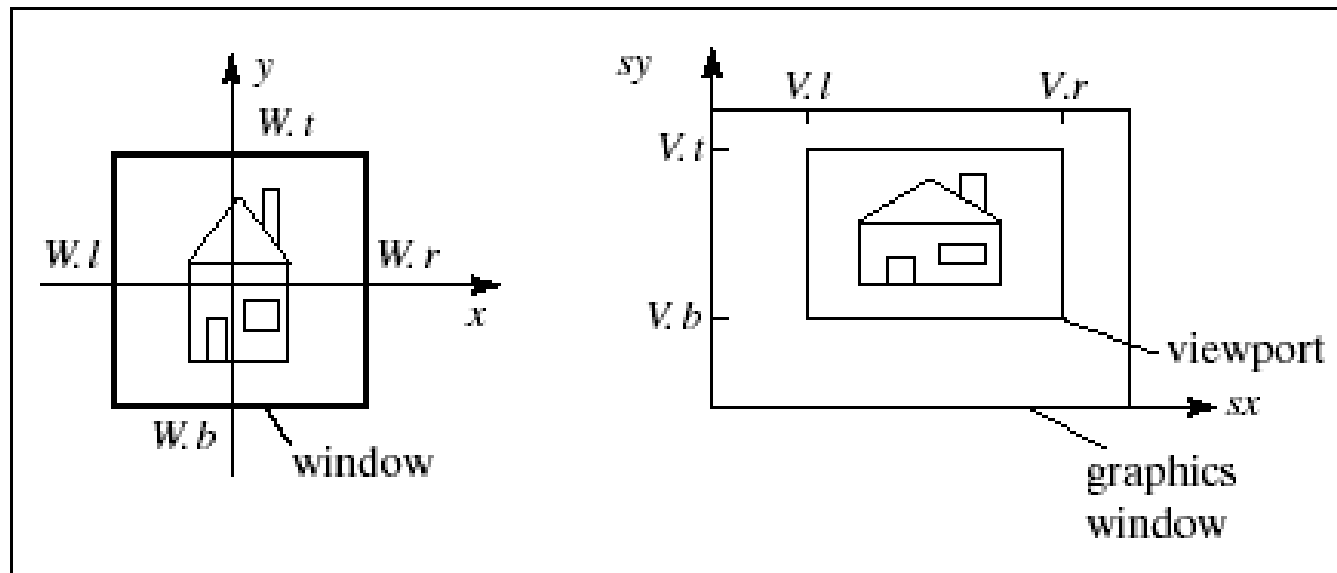 y
W. t
W. l
W. r
x
W. b
window
sy
V. l
V.r
V. t
V. b
viewport
sx
graphics
window